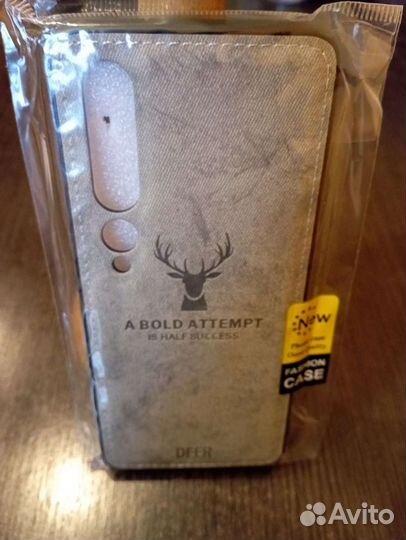 A BOLD ATTEMPT
IS HALF SUCCESS
DEER
New
FASHION
CASE
Avito